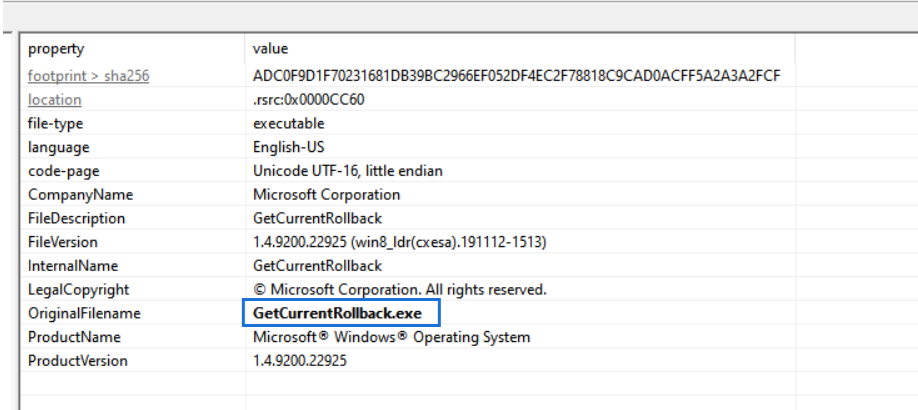 property value
footprint > sha256 ADC0F9D1F70231681DB39BC2966EF052DF4EC2F78818C9CAD0ACFF5A2A3A2FCF
location .rsrc:0x0000CC60
file-type executable
language English-US
code-page Unicode UTF-16, little endian
CompanyName Microsoft Corporation
FileDescription GetCurrentRollback
FileVersion 1.4.9200.22925 (win8_ldr(cxesa).191112-1513)
InternalName GetCurrentRollback
LegalCopyright © Microsoft Corporation. All rights reserved.
OriginalFilename GetCurrentRollback.exe
ProductName Microsoft® Windows® Operating System
ProductVersion 1.4.9200.22925